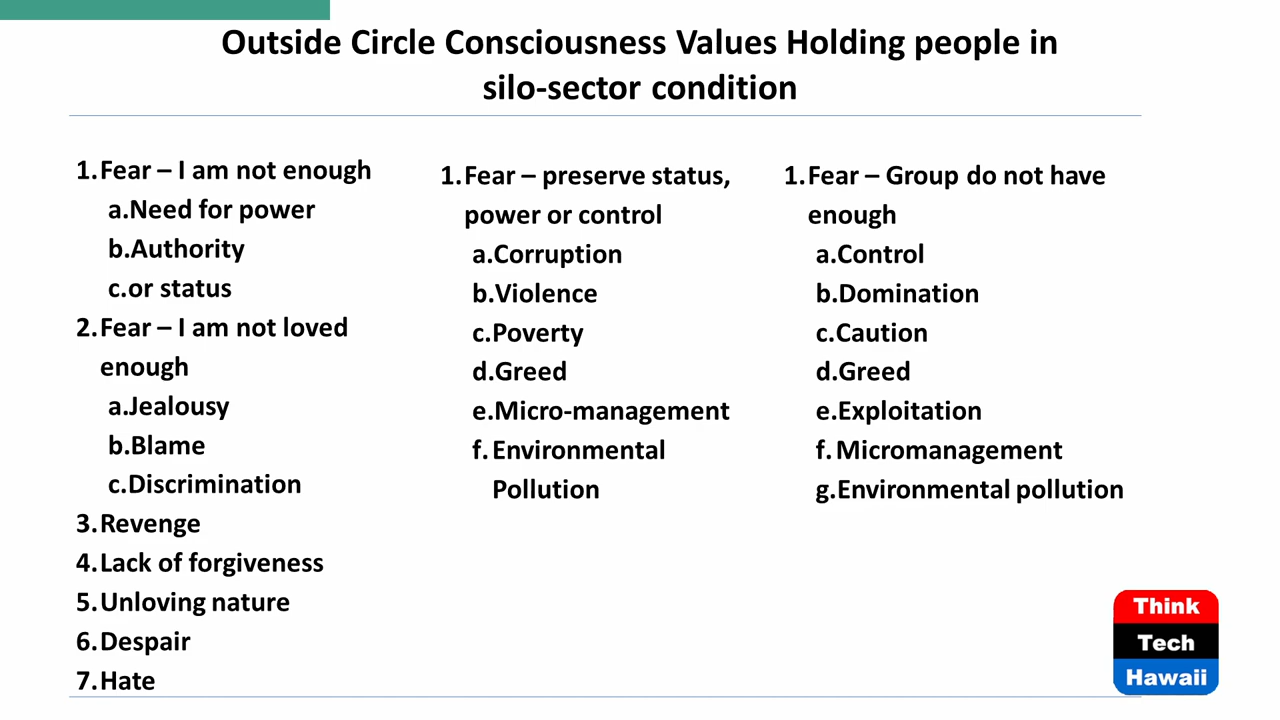 Outside Circle Consciousness Values Holding people in
silo-sector condition
1.Fear – I am not enough
a.Need for power
b.Authority
c.or status
2.Fear – I am not loved
enough
a.Jealousy
b.Blame
c.Discrimination
3.Revenge
4.Lack of forgiveness
5.Unloving nature
6.Despair
7.Hate
1.Fear – preserve status,
power or control
a.Corruption
b.Violence
c.Poverty
d.Greed
e.Micro-management
f. Environmental
Pollution
1.Fear – Group do not have
enough
a.Control
b.Domination
c.Caution
d.Greed
e.Exploitation
f. Micromanagement
g.Environmental pollution
Think
Tech
Hawaii